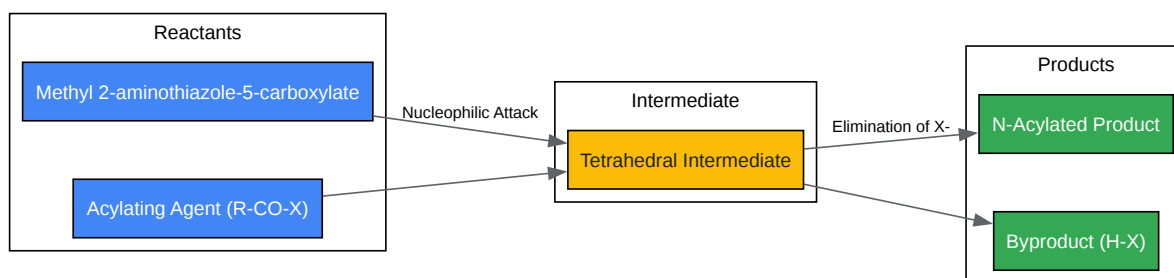 Reactants
Methyl 2-aminothiazole-5-carboxylate
Acylating Agent (R-CO-X)
Nucleophilic Attack
Intermediate
Tetrahedral Intermediate
Elimination of X-
Products
N-Acylated Product
Byproduct (H-X)